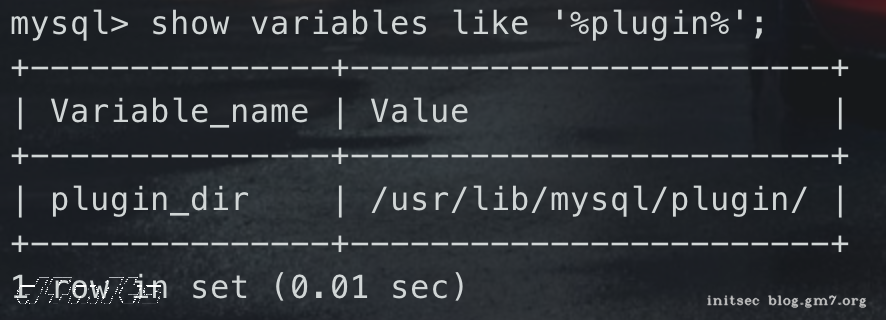 mysql> show variables like '%plugin%';
+---------------+------------------------+
| Variable_name | Value                  |
+---------------+------------------------+
| plugin_dir    | /usr/lib/mysql/plugin/ |
+---------------+------------------------+
1 row in set (0.01 sec)
initsec blog.gm7.org